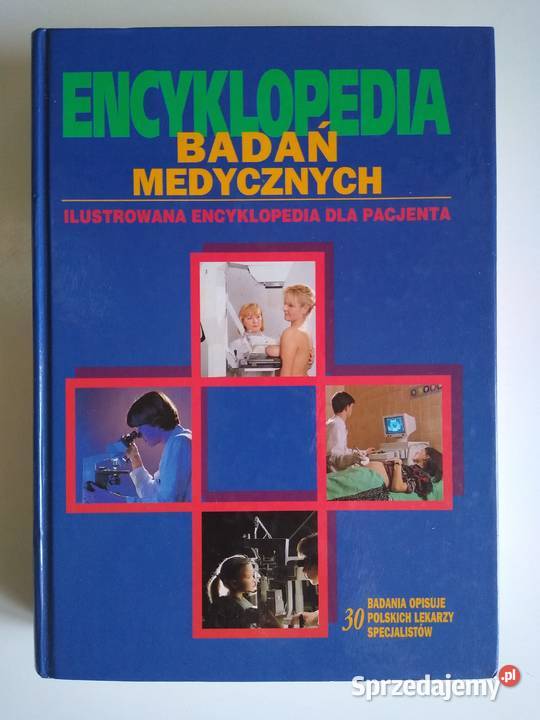 ENCYKLOPEDIA
BADAŃ
MEDYCZNYCH
ILUSTROWANA ENCYKLOPEDIA DLA PACJENTA
BADANIA OPISUJE
30 POLSKICH LEKARZY
SPECJALISTÓW
Sprzedajemy.pl